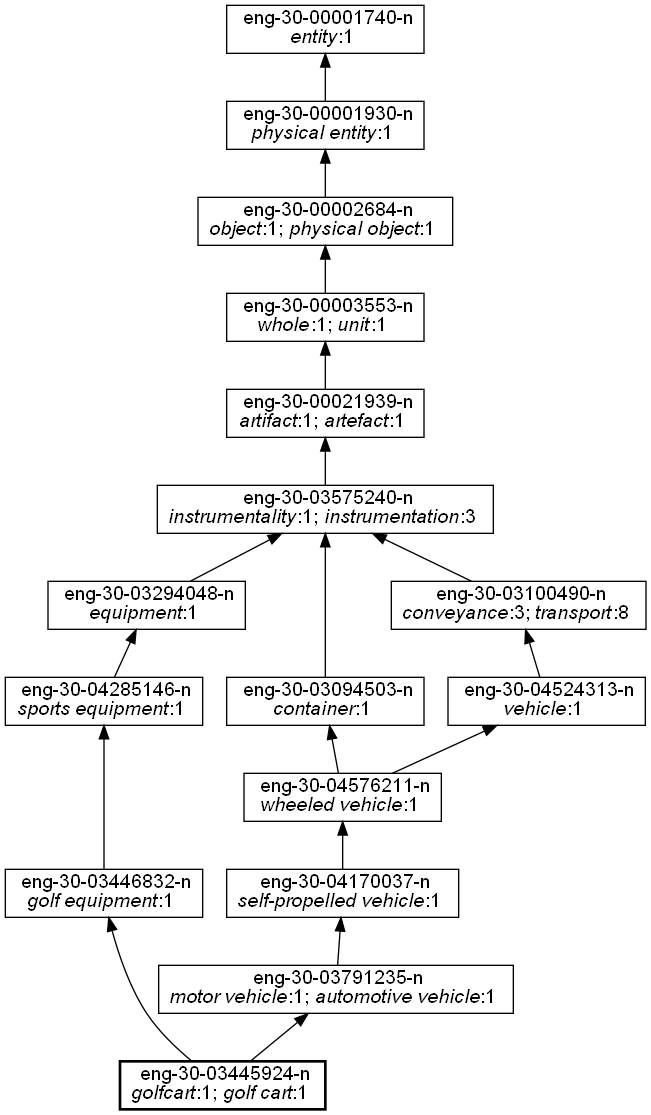 eng-30-00001740-n
entity:1
eng-30-00001930-n
physical entity:1
eng-30-00002684-n
object:1; physical object:1
eng-30-00003553-n
whole:1; unit:1
eng-30-00021939-n
artifact:1; artefact:1
eng-30-03575240-n
instrumentality:1; instrumentation:3
eng-30-03294048-n
equipment:1
eng-30-03100490-n
conveyance:3; transport:8
eng-30-04285146-n
sports equipment:1
eng-30-03094503-n
container:1
eng-30-04524313-n
vehicle:1
eng-30-04576211-n
wheeled vehicle:1
eng-30-03446832-n
golf equipment:1
eng-30-04170037-n
self-propelled vehicle:1
eng-30-03791235-n
motor vehicle:1; automotive vehicle:1
eng-30-03445924-n
golfcart:1; golf cart:1